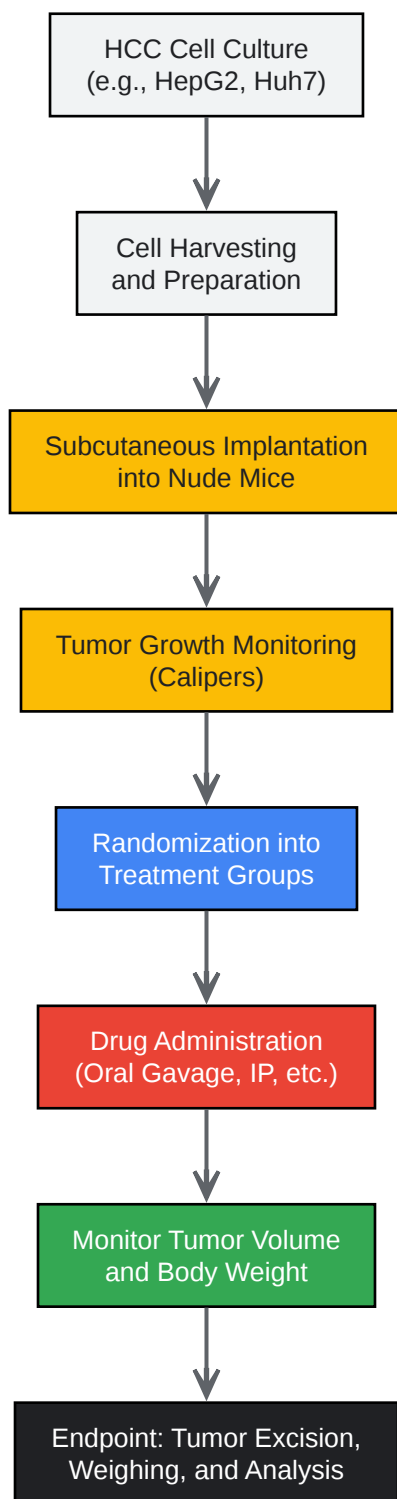 HCC Cell Culture
(e.g., HepG2, Huh7)
Cell Harvesting
and Preparation
Subcutaneous Implantation
into Nude Mice
Tumor Growth Monitoring
(Calipers)
Randomization into
Treatment Groups
Drug Administration
(Oral Gavage, IP, etc.)
Monitor Tumor Volume
and Body Weight
Endpoint: Tumor Excision,
Weighing, and Analysis